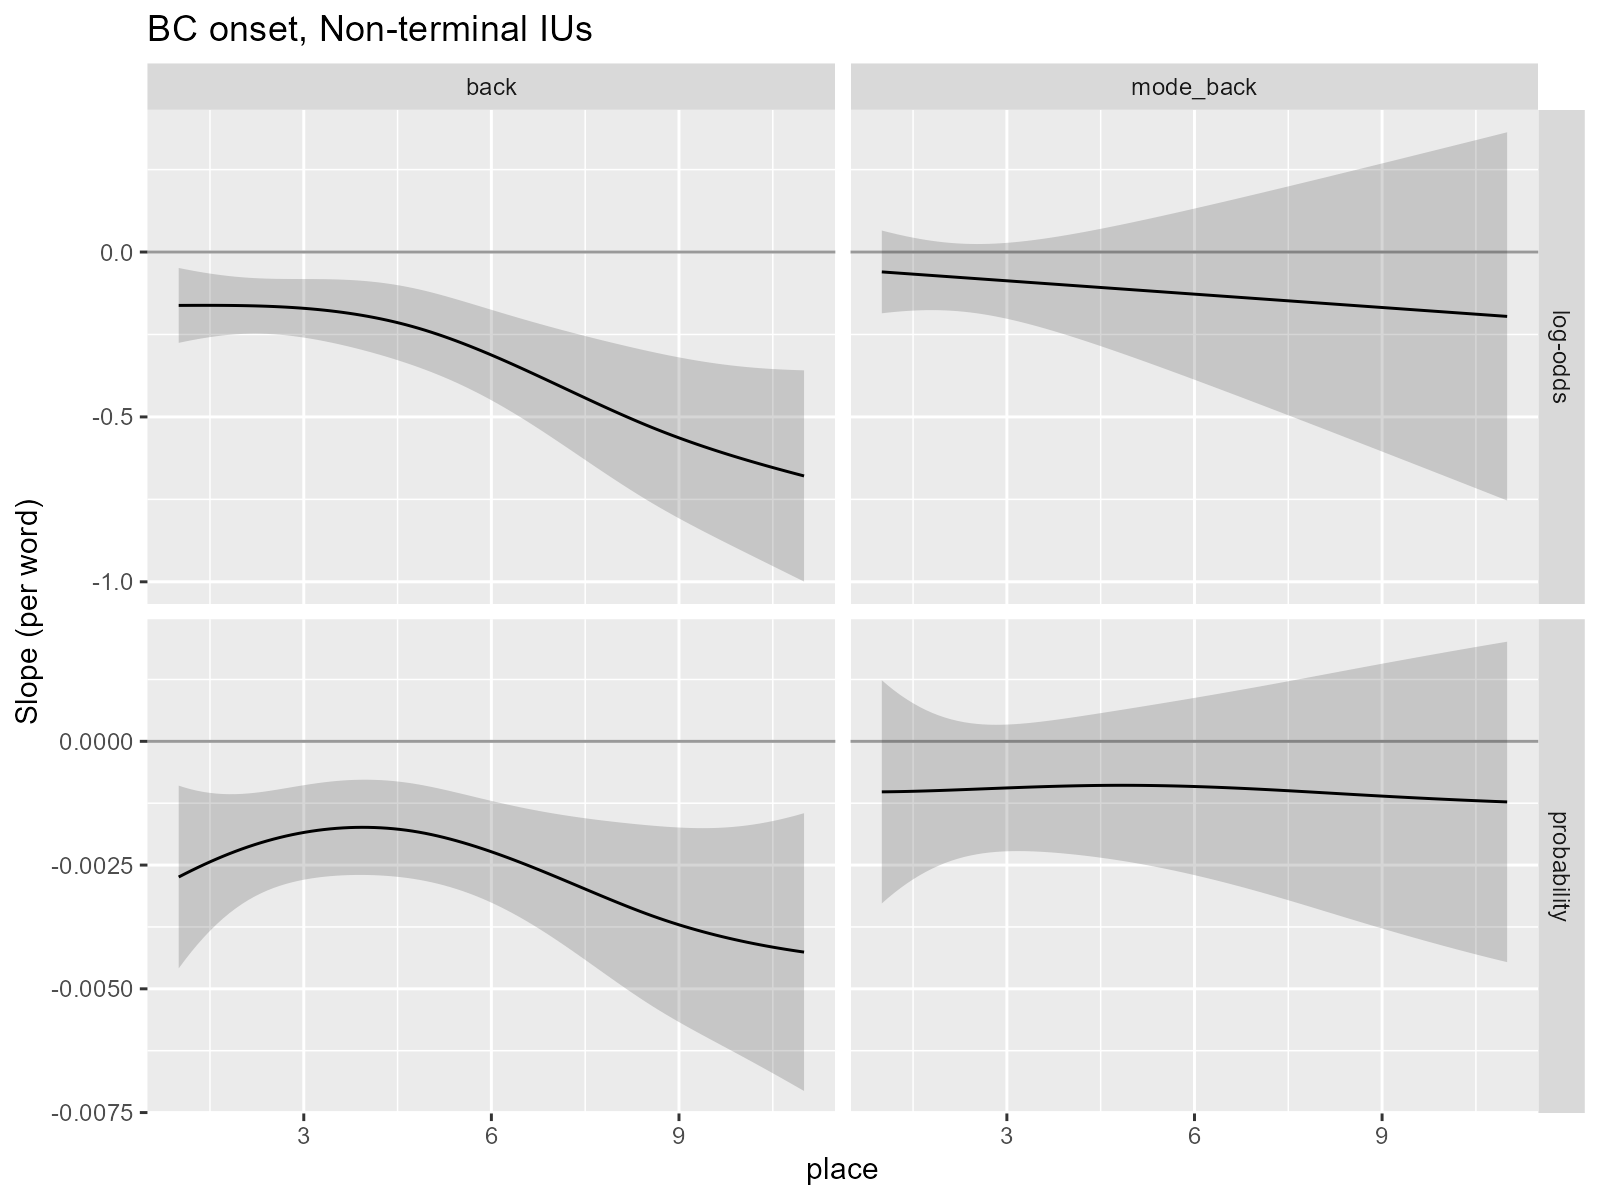 BC onset, Non-terminal IUs
back
mode_back
0.0
-0.5
-1.0
log-odds
Slope (per word)
0.0000
-0.0025
-0.0050
-0.0075
probability
3 6 9 3 6 9
place